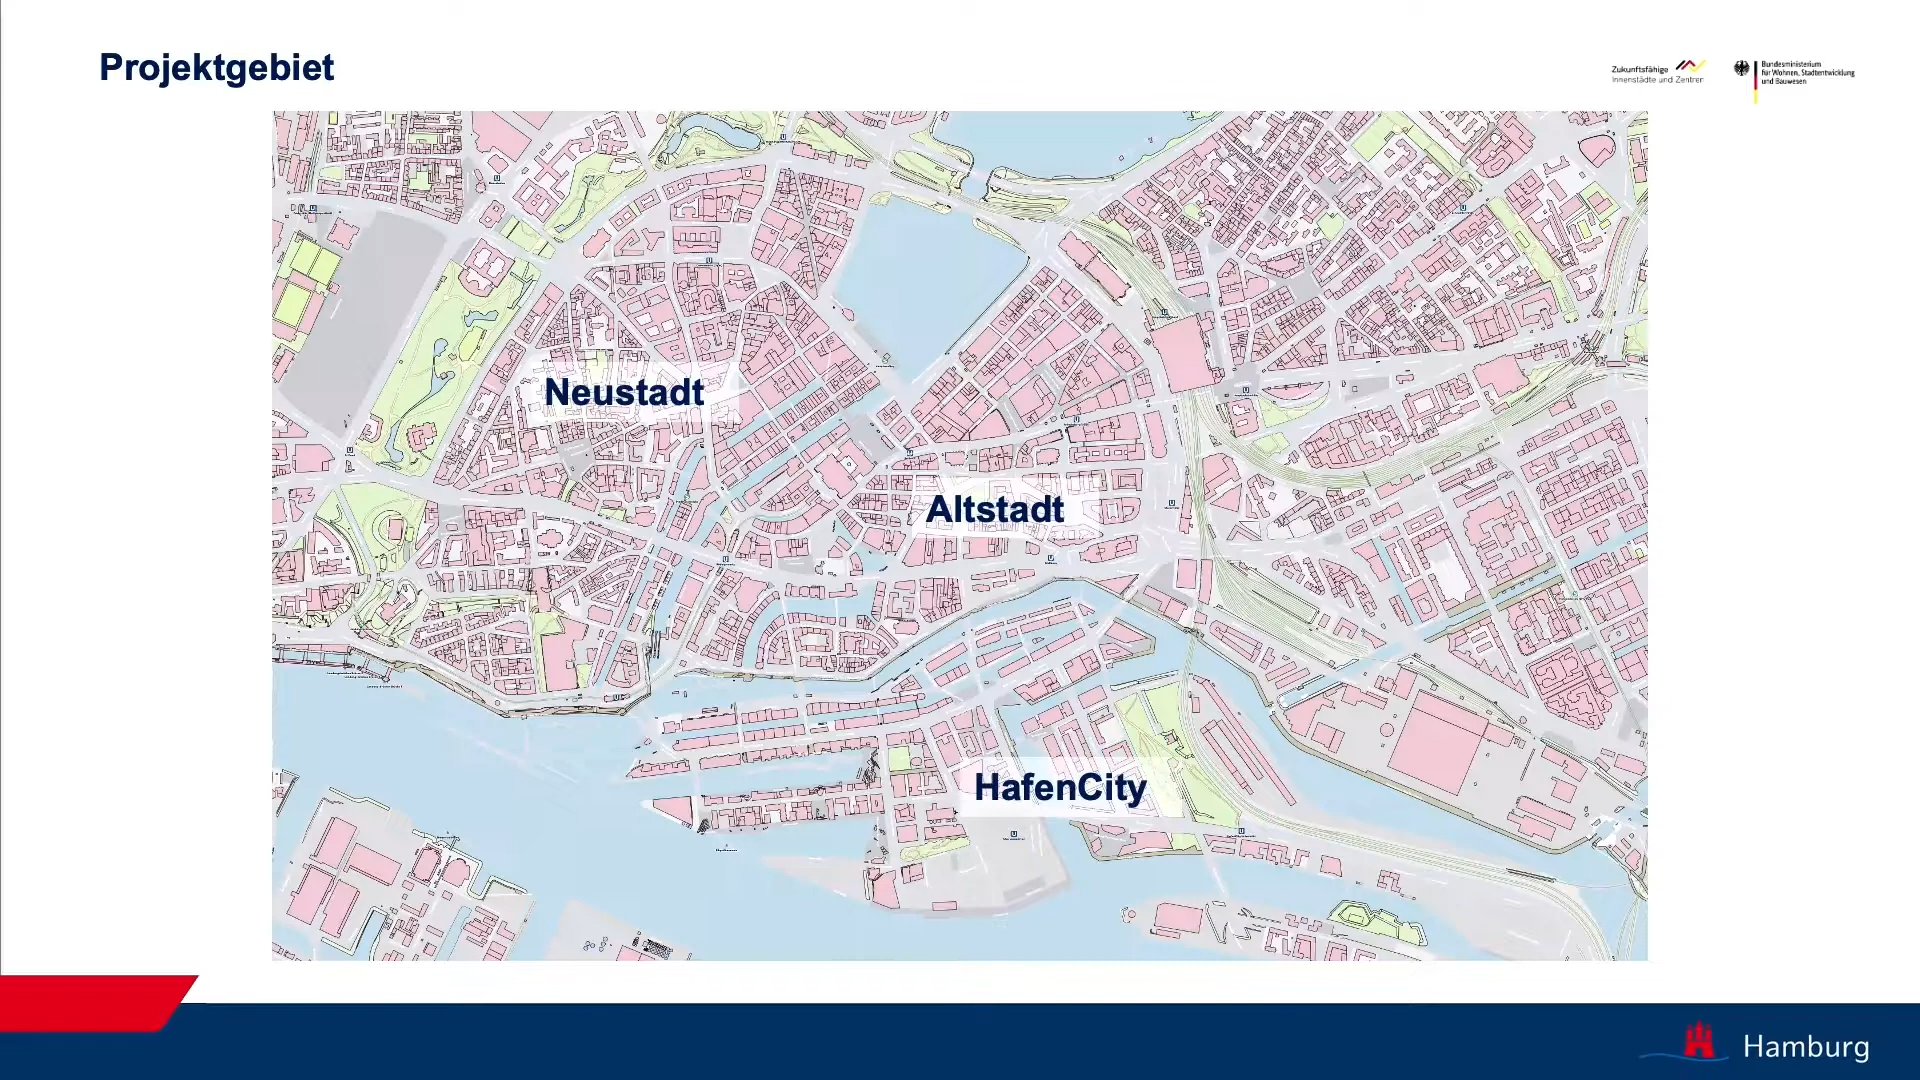 Projektgebiet
Zukunftsfähige
Innenstädte und Zentren
Bundesministerium
für Wohnen, Stadtentwicklung
und Bauwesen
Neustadt
Altstadt
HafenCity
Hamburg